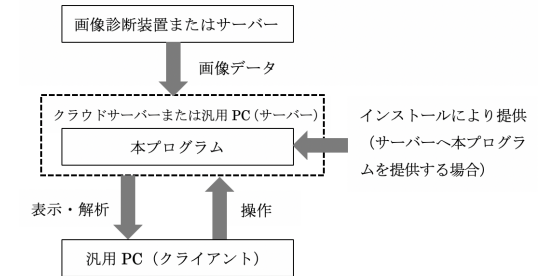 画像診断装置またはサーバー
画像データ
クラウドサーバーまたは汎用 PC（サーバー）
本プログラム
インストールにより提供
（サーバーへ本プログラ
ムを提供する場合）
表示・解析
操作
汎用 PC（クライアント）